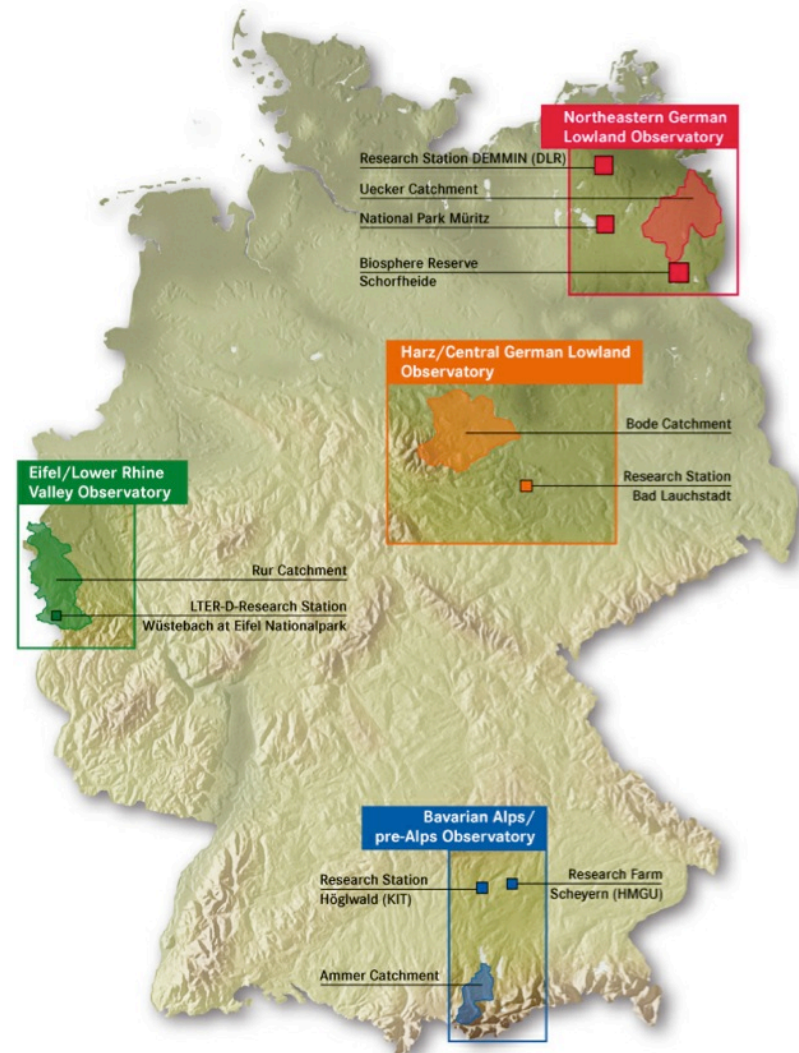 Northeastern German
Lowland Observatory
Research Station DEMMIN (DLR)
Uecker Catchment
National Park Müritz
Biosphere Reserve
Schorfheide
Harz/Central German Lowland
Observatory
Bode Catchment
Research Station
Bad Lauchstadt
Eifel/Lower Rhine
Valley Observatory
Rur Catchment
LTER-D-Research Station
Wüstebach at Eifel Nationalpark
Bavarian Alps/
pre-Alps Observatory
Research Station
Höglwald (KIT)
Research Farm
Scheyern (HMGU)
Ammer Catchment